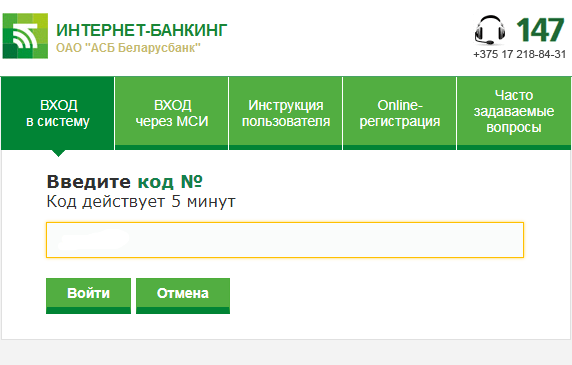 ИНТЕРНЕТ-БАНКИНГ
ОАО "АСБ Беларусбанк"
147
+375 17 218-84-31
ВХОД
в систему
ВХОД
через МСИ
Инструкция
пользователя
Online-
регистрация
Часто
задаваемые
вопросы
Введите код №
Код действует 5 минут
Войти
Отмена